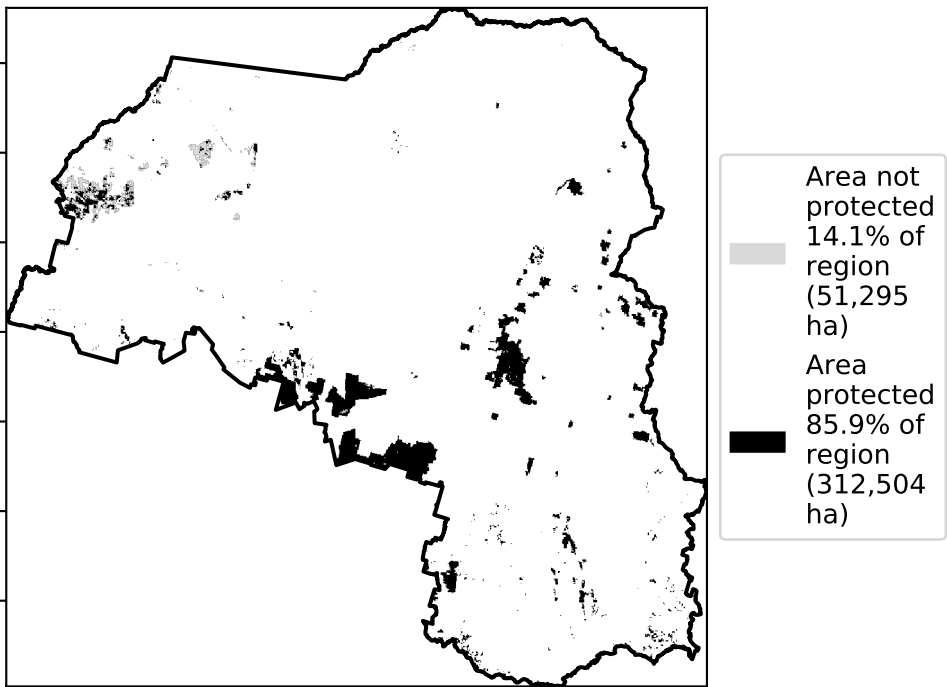 Area not
protected
14.1% of
region
(51,295
ha)
Area
protected
85.9% of
region
(312,504
ha)